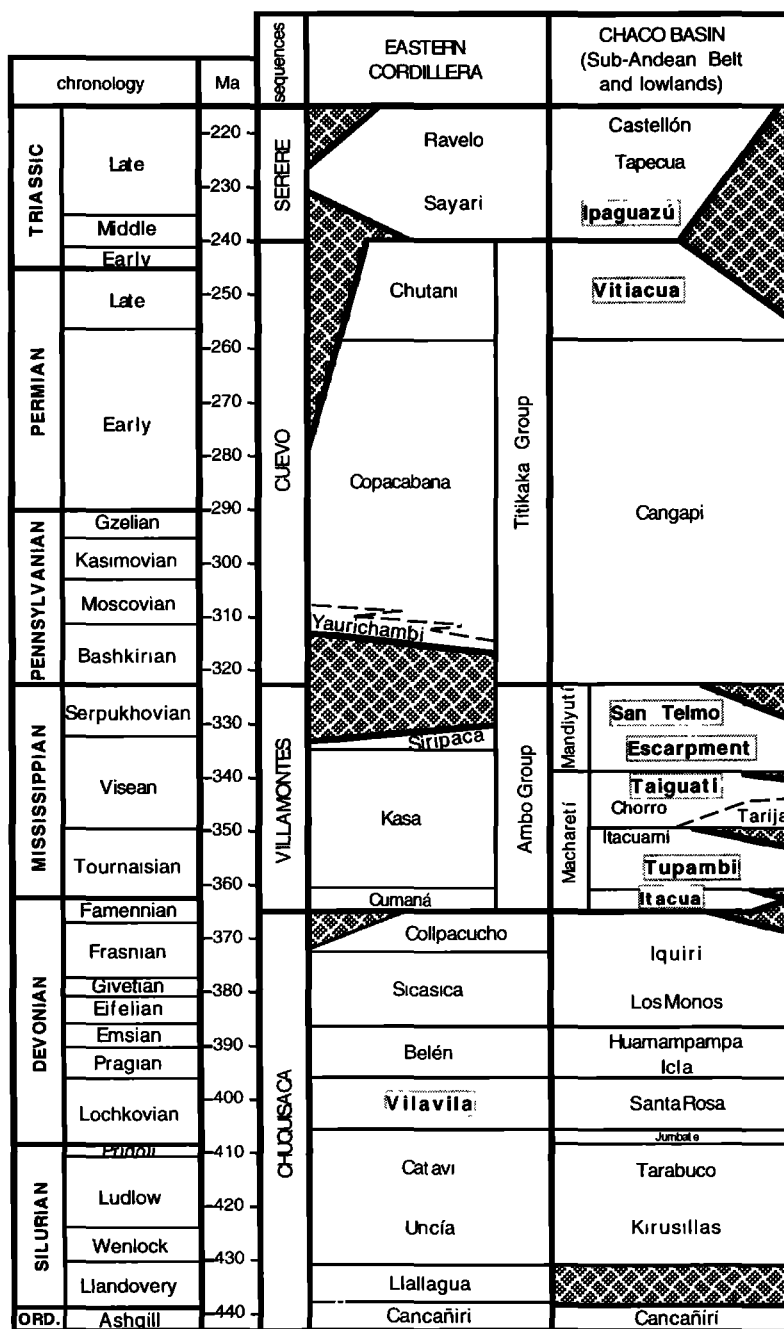 chronology
Ma
sequences
EASTERN
CORDILLERA
CHACO BASIN
(Sub-Andean Belt
and lowlands)
TRIASSIC
Late
Middle
Early
PERMIAN
Late
Early
PENNSYLVANIAN
Gzelian
Kasimovian
Moscovian
Bashkirian
MISSISSIPPIAN
Serpukhovian
Visean
Tournaisian
DEVONIAN
Famennian
Frasnian
Givetian
Eifelian
Emsian
Pragian
Lochkovian
SILURIAN
Pridoli
Ludlow
Wenlock
Llandovery
ORD.
Ashgill
-220
-230
-240
-250
-260
-270
-280
-290
-300
-310
-320
-330
-340
-350
-360
-370
-380
-390
-400
-410
-420
-430
-440
SERERE
CUEVO
VILLAMONTES
CHUQUISACA
Ravelo
Sayari
Chutani
Copacabana
Yaurichambi
Siripaca
Kasa
Cumaná
Collpacucho
Sicasica
Belén
Vilavila
Catavi
Uncía
Llallagua
Cancañiri
Titikaka Group
Ambo Group
Castellón
Tapecua
Ipaguazú
Vitiacua
Cangapi
Mandiyutí
San Telmo
Escarpment
Macharetí
Taiguati
Chorro
Tarija
Itacuami
Tupambi
Itacua
Iquiri
Los Monos
Huamampampa
Icla
Santa Rosa
Jumbate
Tarabuco
Kirusillas
Cancañiri